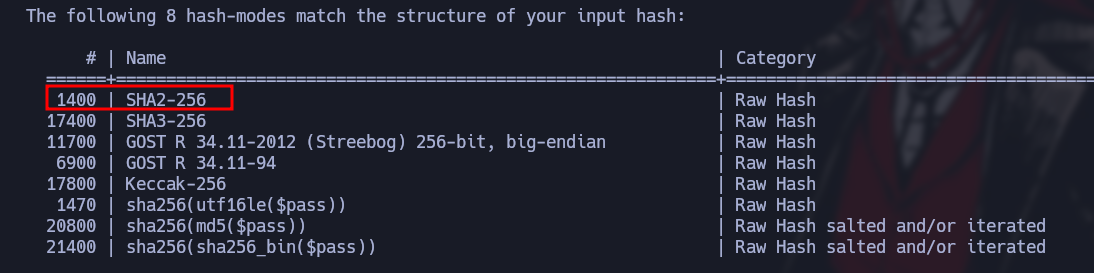 The following 8 hash-modes match the structure of your input hash:
# | Name | Category
======+============================================================+======================================
1400 | SHA2-256 | Raw Hash
17400 | SHA3-256 | Raw Hash
11700 | GOST R 34.11-2012 (Streebog) 256-bit, big-endian | Raw Hash
6900 | GOST R 34.11-94 | Raw Hash
17800 | Keccak-256 | Raw Hash
1470 | sha256(utf16le($pass)) | Raw Hash
20800 | sha256(md5($pass)) | Raw Hash salted and/or iterated
21400 | sha256(sha256_bin($pass)) | Raw Hash salted and/or iterated